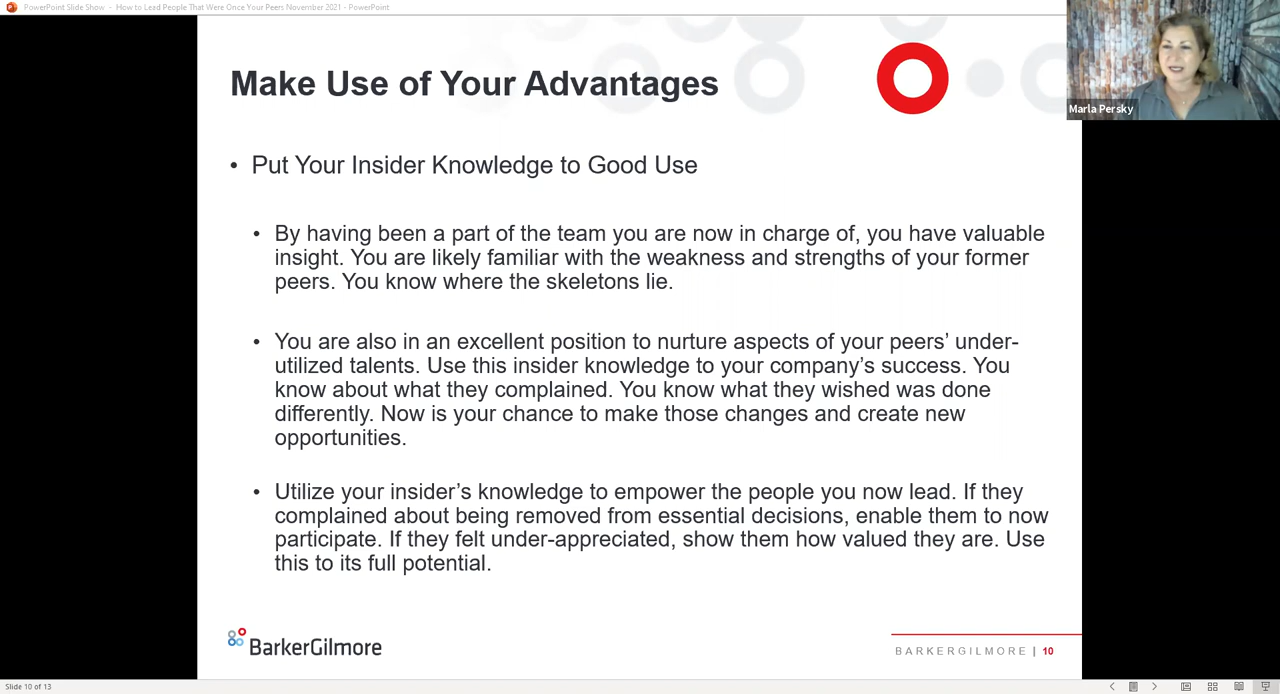 PowerPoint Slide Show - How to Lead People That Were Once Your Peers November 2021 - PowerPoint
Marla Persky
Make Use of Your Advantages
• Put Your Insider Knowledge to Good Use
• By having been a part of the team you are now in charge of, you have valuable
insight. You are likely familiar with the weakness and strengths of your former
peers. You know where the skeletons lie.
• You are also in an excellent position to nurture aspects of your peers’ under-
utilized talents. Use this insider knowledge to your company’s success. You
know about what they complained. You know what they wished was done
differently. Now is your chance to make those changes and create new
opportunities.
• Utilize your insider’s knowledge to empower the people you now lead. If they
complained about being removed from essential decisions, enable them to now
participate. If they felt under-appreciated, show them how valued they are. Use
this to its full potential.
BarkerGilmore
BARKERGILMORE | 10
Slide 10 of 13